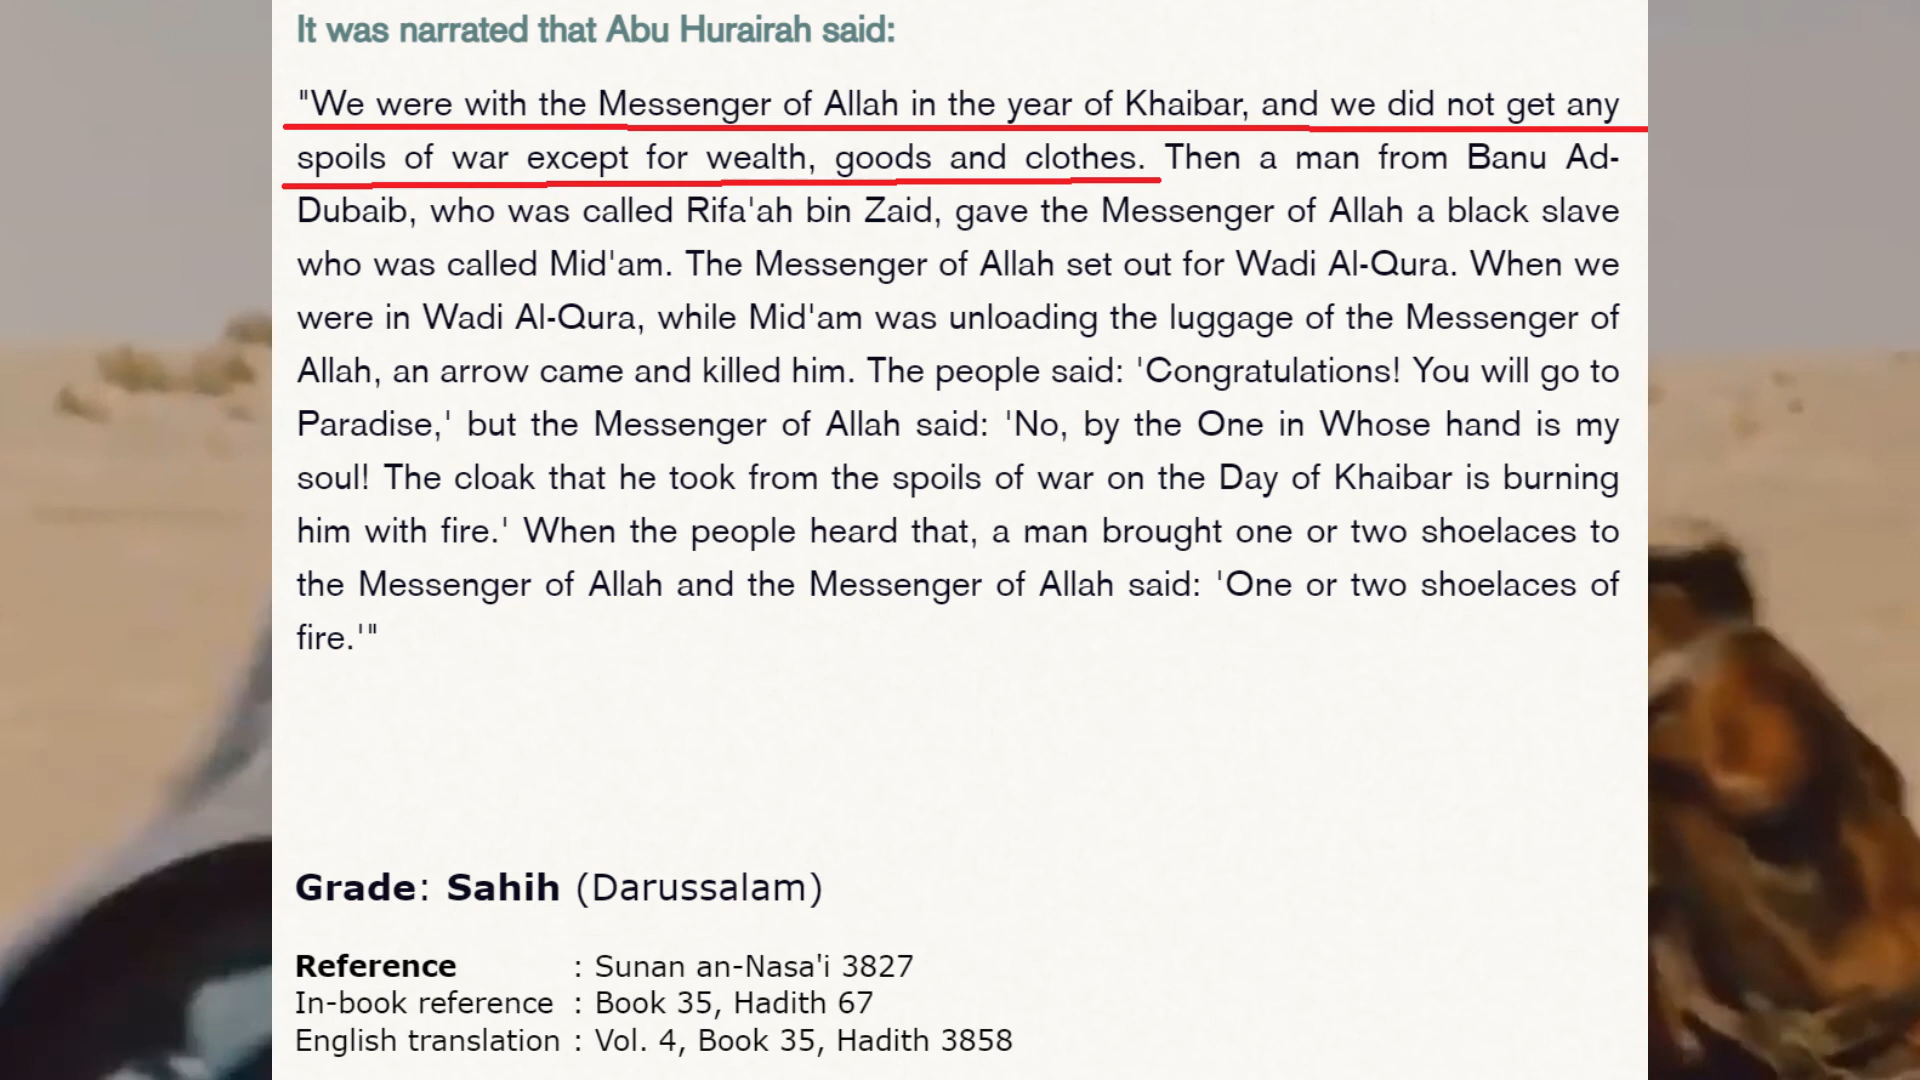 It was narrated that Abu Hurairah said:
"We were with the Messenger of Allah in the year of Khaibar, and we did not get any
spoils of war except for wealth, goods and clothes. Then a man from Banu Ad-
Dubaib, who was called Rifa'ah bin Zaid, gave the Messenger of Allah a black slave
who was called Mid'am. The Messenger of Allah set out for Wadi Al-Qura. When we
were in Wadi Al-Qura, while Mid'am was unloading the luggage of the Messenger of
Allah, an arrow came and killed him. The people said: 'Congratulations! You will go to
Paradise,' but the Messenger of Allah said: 'No, by the One in Whose hand is my
soul! The cloak that he took from the spoils of war on the Day of Khaibar is burning
him with fire.' When the people heard that, a man brought one or two shoelaces to
the Messenger of Allah and the Messenger of Allah said: 'One or two shoelaces of
fire.'"
Grade: Sahih (Darussalam)
Reference : Sunan an-Nasa'i 3827
In-book reference : Book 35, Hadith 67
English translation : Vol. 4, Book 35, Hadith 3858